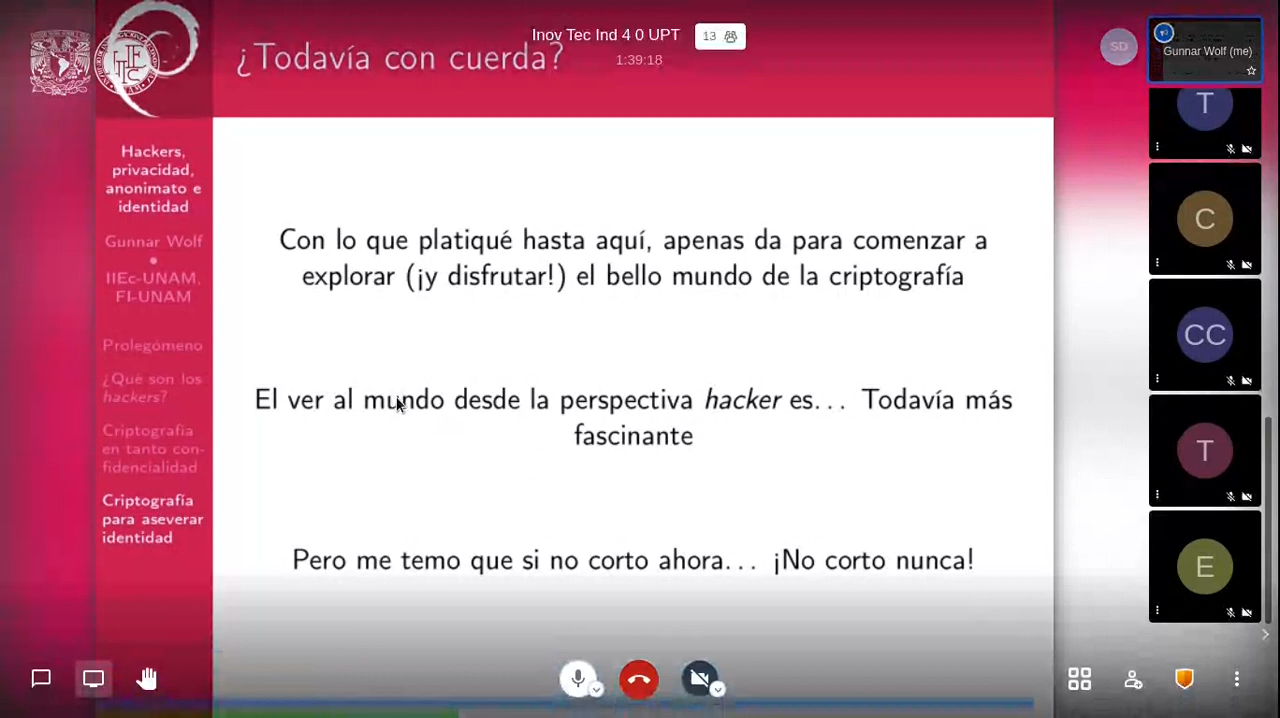 Inov Tec Ind 4 0 UPT
13
1:39:18
¿Todavía con cuerda?
SD
Gunnar Wolf (me)
Hackers,
privacidad,
anonimato e
identidad
Gunnar Wolf
IIEc-UNAM,
FI-UNAM
Prolegómeno
¿Qué son los
hackers?
Criptografía
en tanto con-
fidencialidad
Criptografía
para aseverar
identidad
Con lo que platiqué hasta aquí, apenas da para comenzar a
explorar (¡y disfrutar!) el bello mundo de la criptografía
El ver al mundo desde la perspectiva hacker es... Todavía más
fascinante
Pero me temo que si no corto ahora... ¡No corto nunca!
T
C
CC
T
E